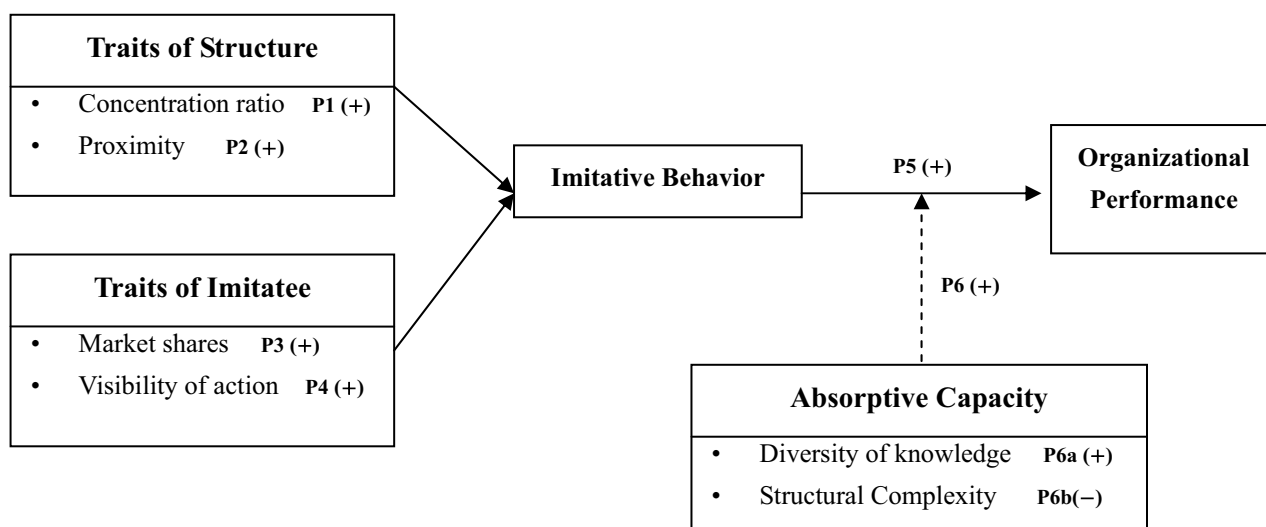 Traits of Structure
• Concentration ratio P1 (+)
• Proximity P2 (+)
Imitative Behavior
P5 (+)
Organizational
Performance
Traits of Imitatee
• Market shares P3 (+)
• Visibility of action P4 (+)
P6 (+)
Absorptive Capacity
• Diversity of knowledge P6a (+)
• Structural Complexity P6b(−)